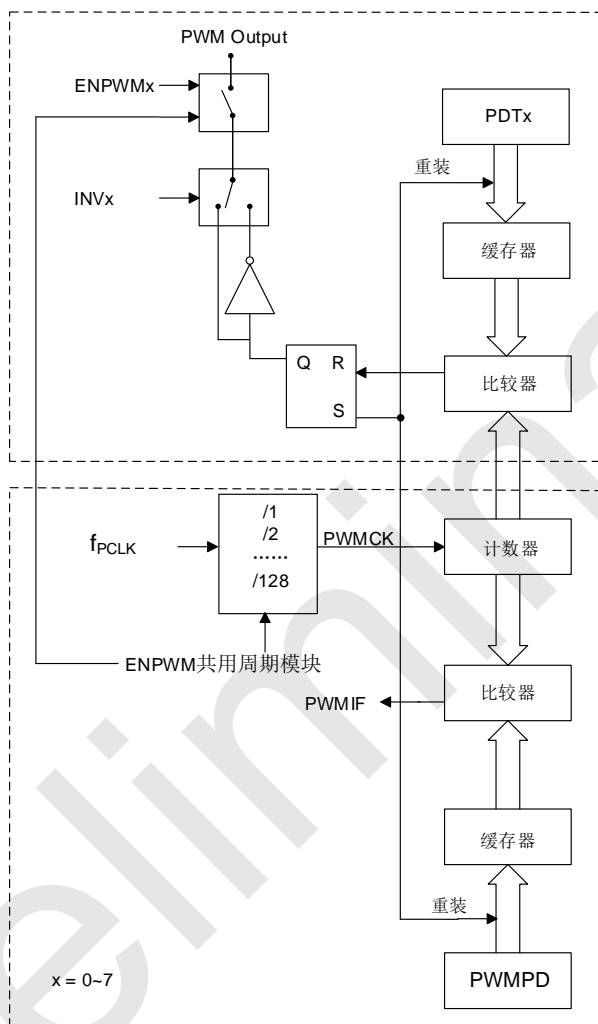 PWM Output
ENPWMx
PDTx
重装
INVx
缓存器
Q R
S
比较器
/1
/2
......
/128
fPCLK
PWMCK
计数器
ENPWM共用周期模块
PWMIF
比较器
缓存器
重装
x = 0~7
PWMPD